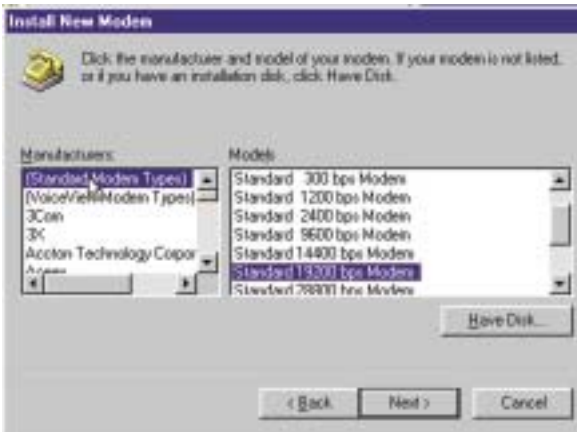 Install New Modem
Click the manufacturer and model of your modem. If your modem is not listed,
or if you have an installation disk, click Have Disk.
Manufacturers:
(Standard Modem Types)
(VoiceView Modem Types)
3Com
3X
Accton Technology Corpor
Models
Standard 300 bps Modem
Standard 1200 bps Modem
Standard 2400 bps Modem
Standard 9600 bps Modem
Standard 14400 bps Modem
Standard 19200 bps Modem
Standard 28800 bps Modem
Have Disk...
< Back
Next >
Cancel